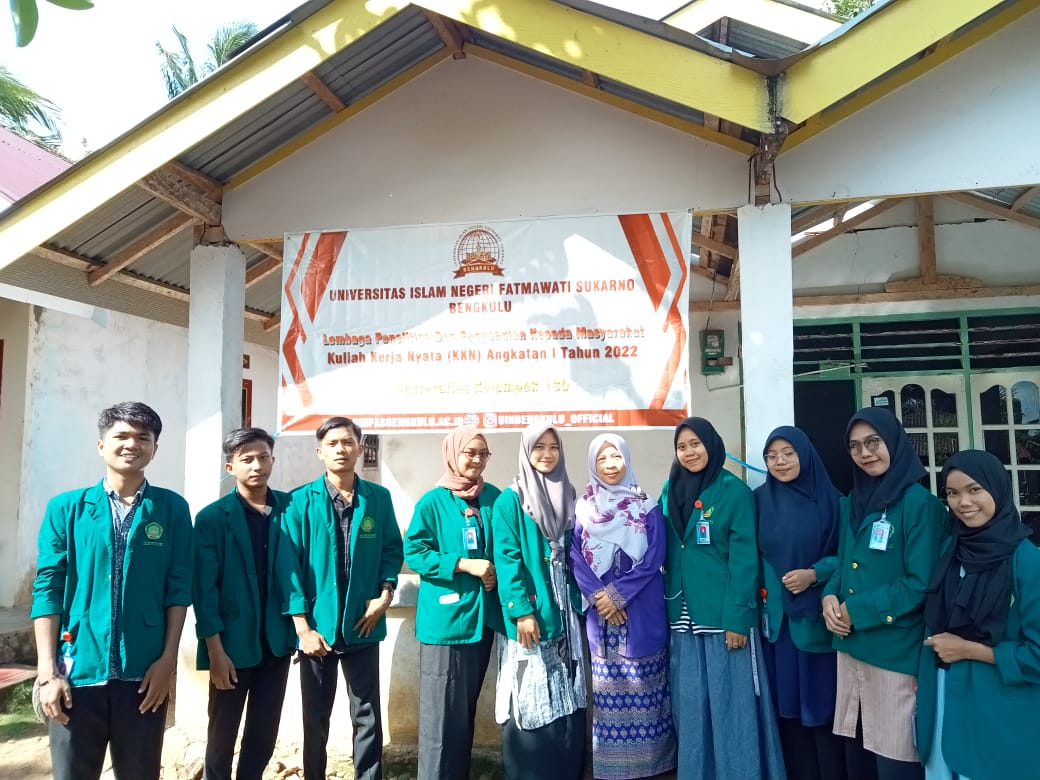 BENGKULU
UNIVERSITAS ISLAM NEGERI FATMAWATI SUKARNO
BENGKULU
Lembaga Penelitian Dan Pengabdian Kepada Masyarakat
Kuliah Kerja Nyata (KKN) Angkatan I Tahun 2022
Kelompok
UINBENGKULU_OFFICIAL